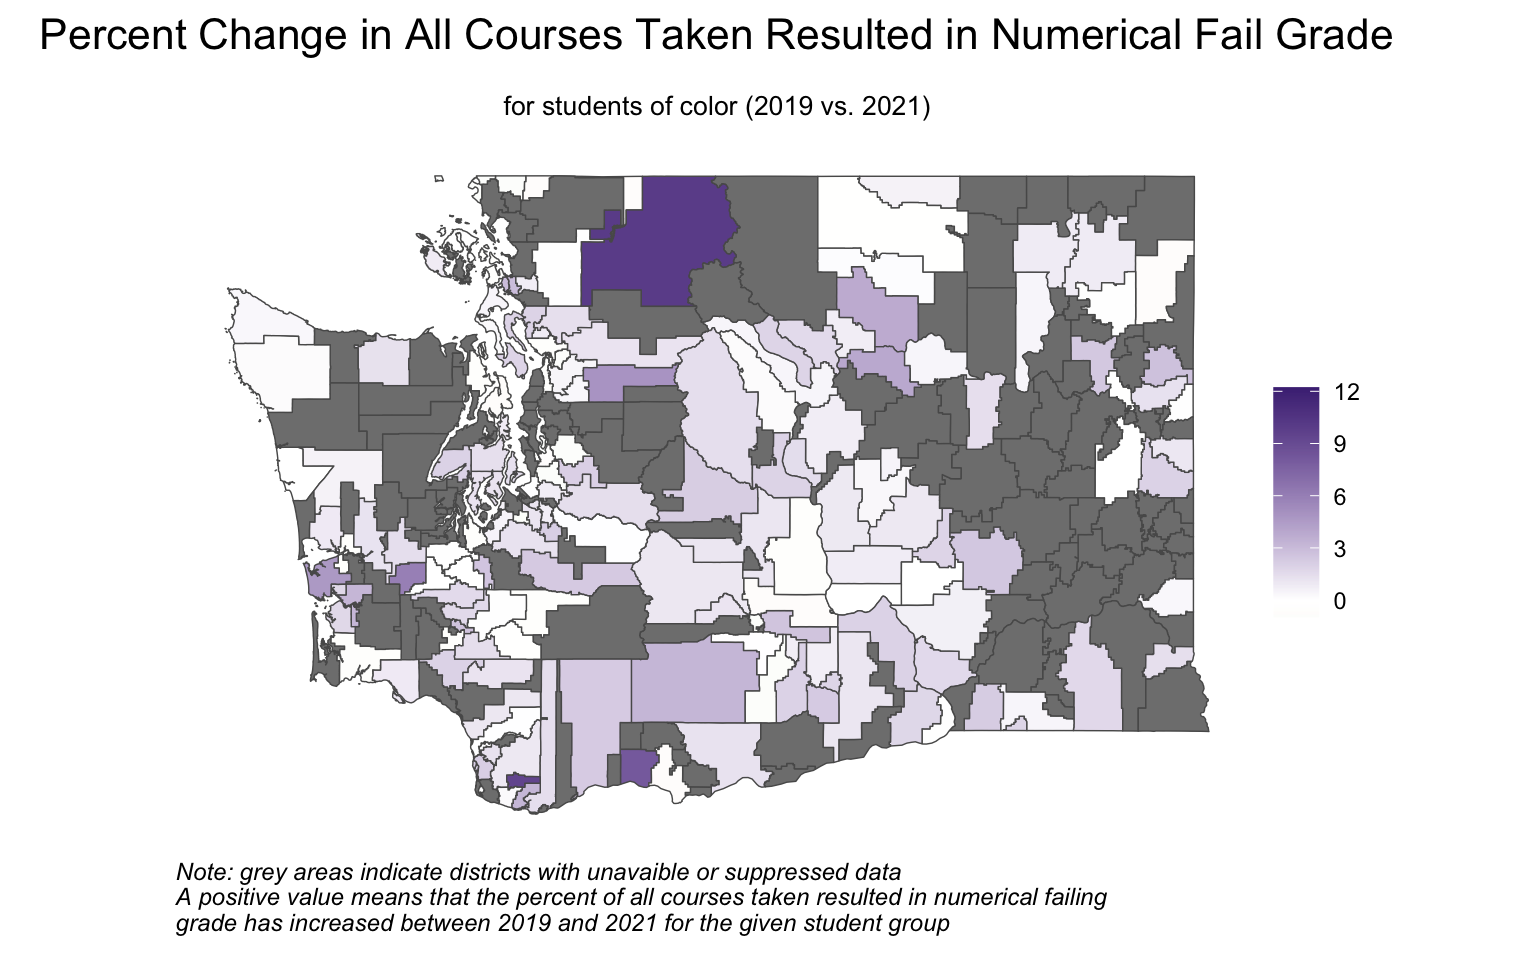 Percent Change in All Courses Taken Resulted in Numerical Fail Grade
for students of color (2019 vs. 2021)
12
9
6
3
0
Note: grey areas indicate districts with unavaible or suppressed data
A positive value means that the percent of all courses taken resulted in numerical failing
grade has increased between 2019 and 2021 for the given student group